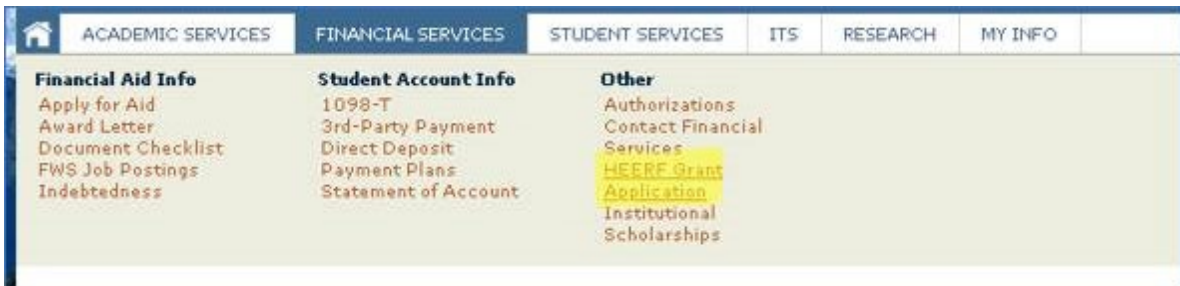 ACADEMIC SERVICES FINANCIAL SERVICES STUDENT SERVICES ITS RESEARCH MY INFO
Financial Aid Info
Apply for Aid
Award Letter
Document Checklist
FWS Job Postings
Indebtedness
Student Account Info
1098-T
3rd-Party Payment
Direct Deposit
Payment Plans
Statement of Account
Other
Authorizations
Contact Financial
Services
HEERF Grant
Application
Institutional
Scholarships